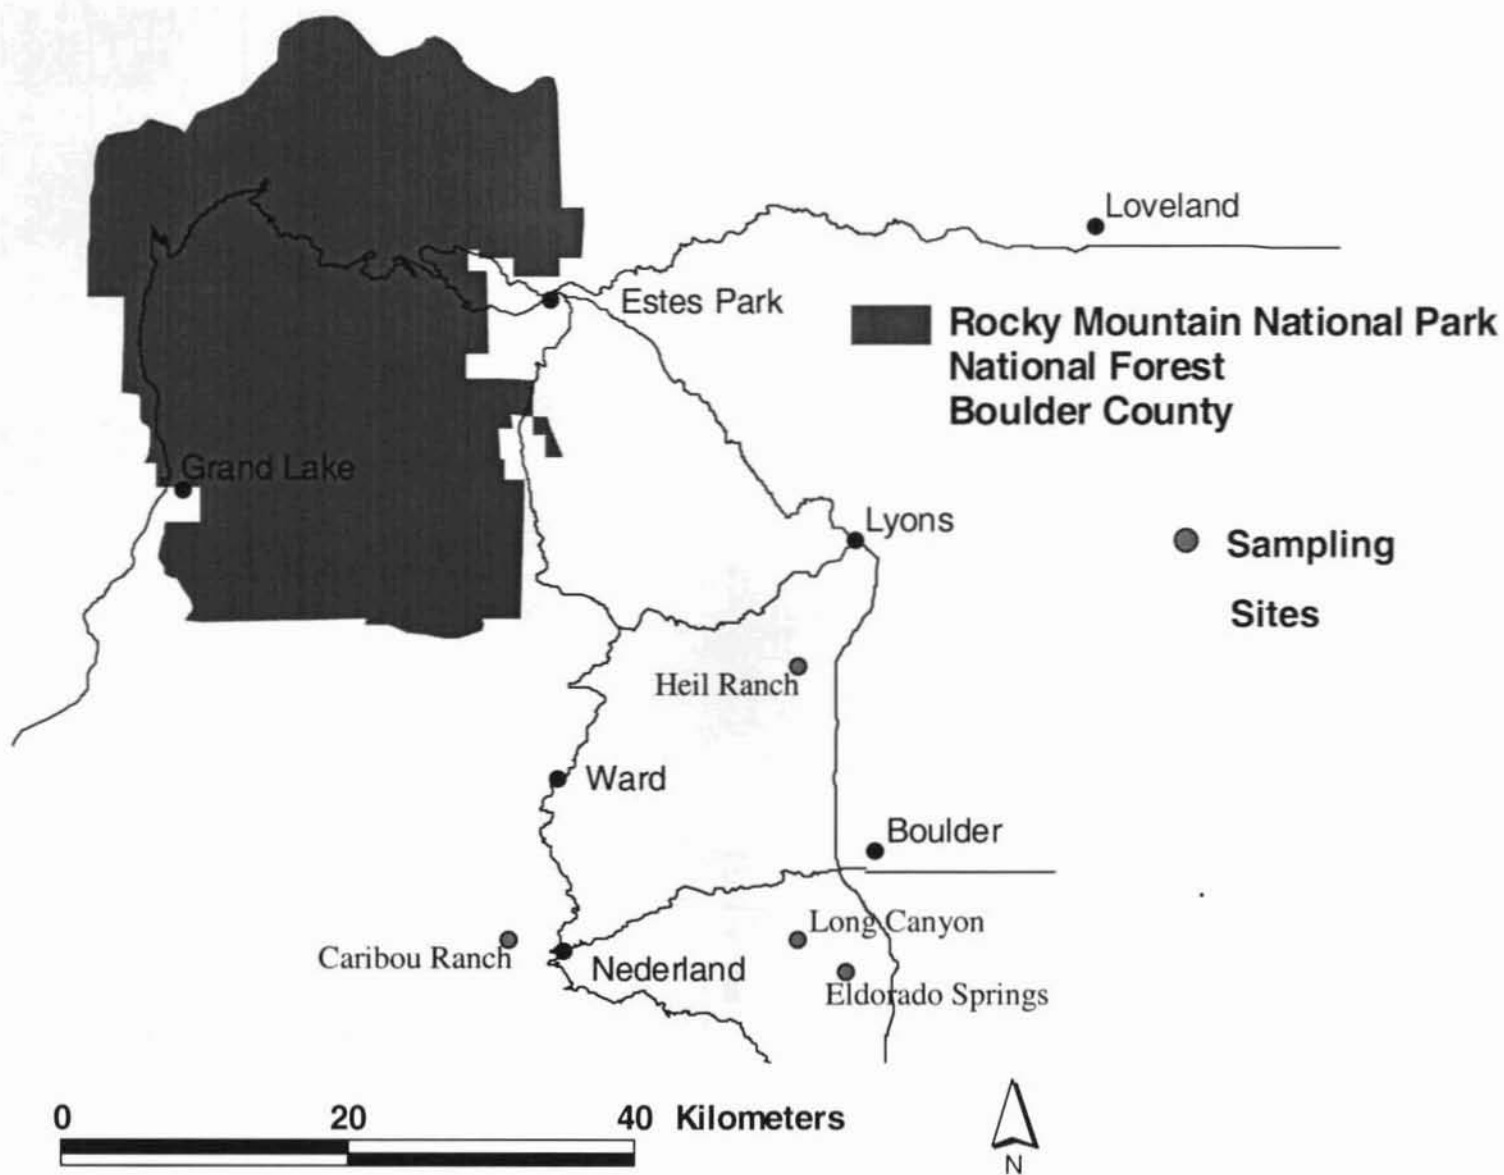 Loveland
Estes Park
Rocky Mountain National Park
National Forest
Boulder County
Grand Lake
Lyons
Sampling
Sites
Heil Ranch
Ward
Boulder
Long Canyon
Caribou Ranch
Nederland
Eldorado Springs
0 20 40 Kilometers
N